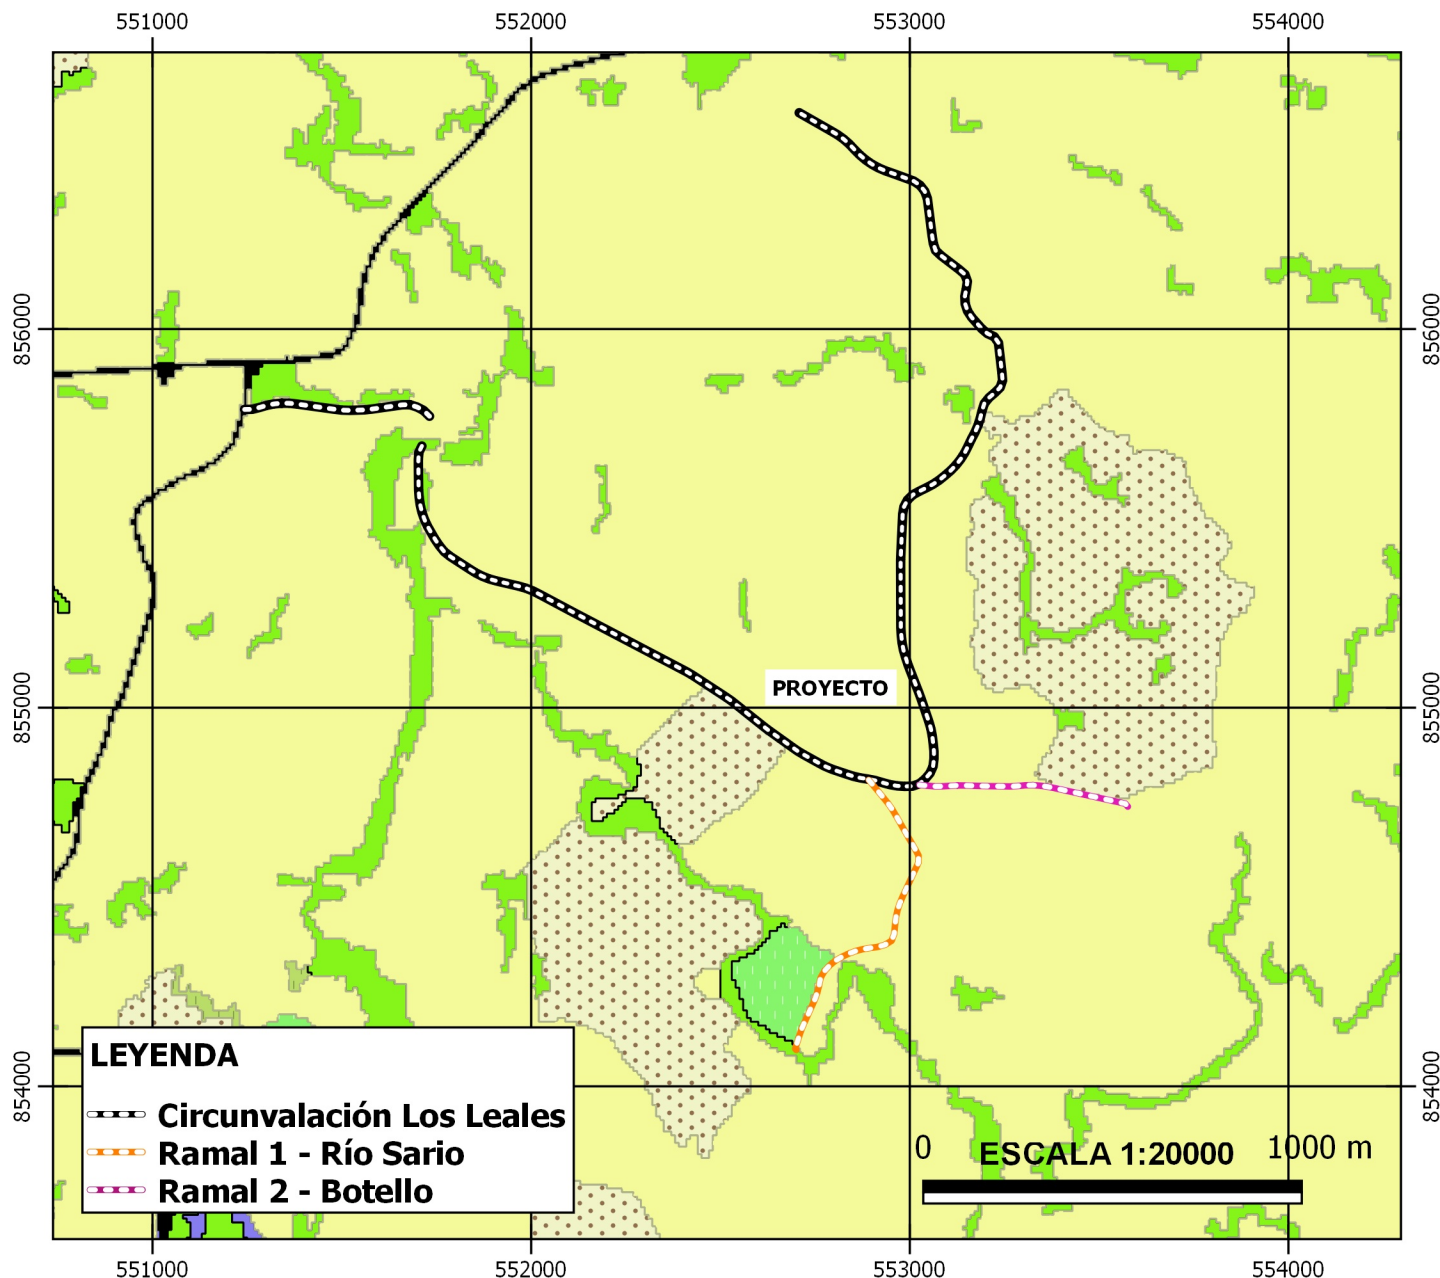 551000 552000 553000 554000
856000 856000
PROYECTO
855000 855000
LEYENDA
854000 854000
Circunvalación Los Leales
Ramal 1 - Río Sario
Ramal 2 - Botello
0 ESCALA 1:20000 1000 m
551000 552000 553000 554000